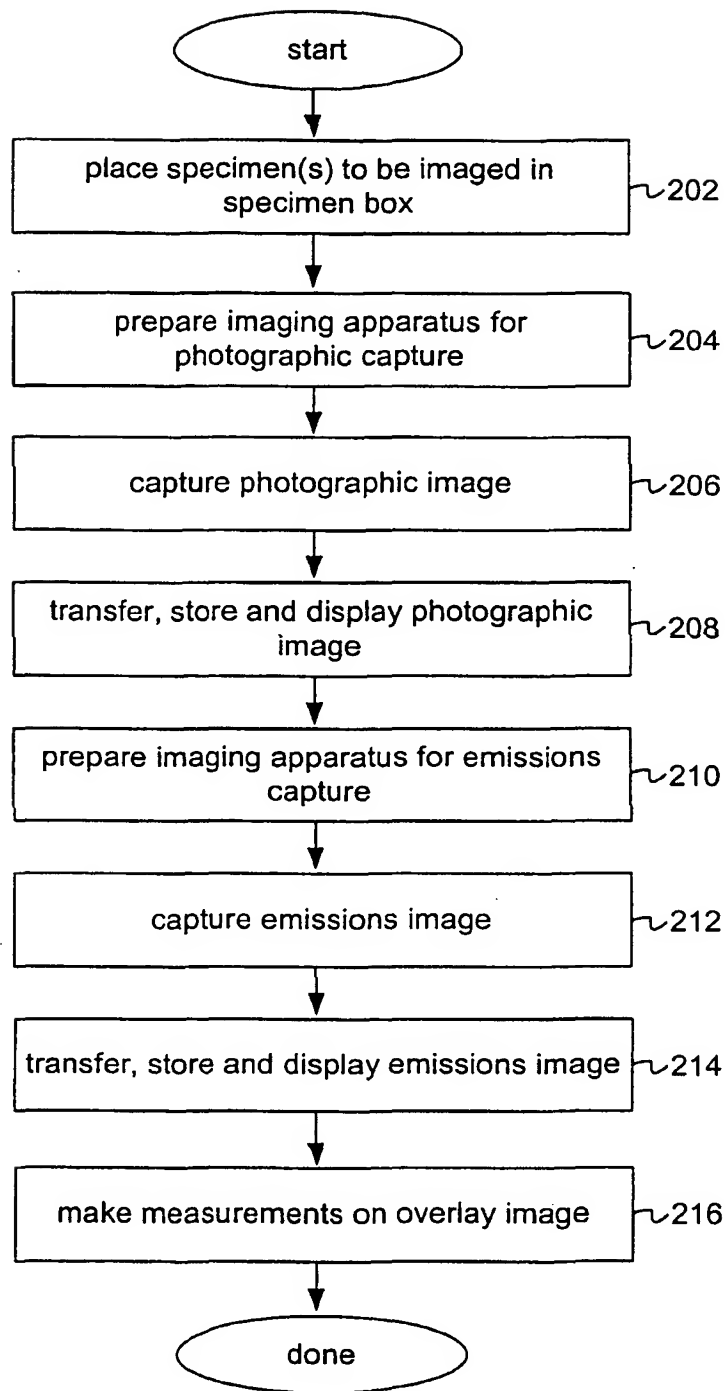 start
place specimen(s) to be imaged in
specimen box
202
prepare imaging apparatus for
photographic capture
204
capture photographic image
206
transfer, store and display photographic
image
208
prepare imaging apparatus for emissions
capture
210
capture emissions image
212
transfer, store and display emissions image
214
make measurements on overlay image
216
done